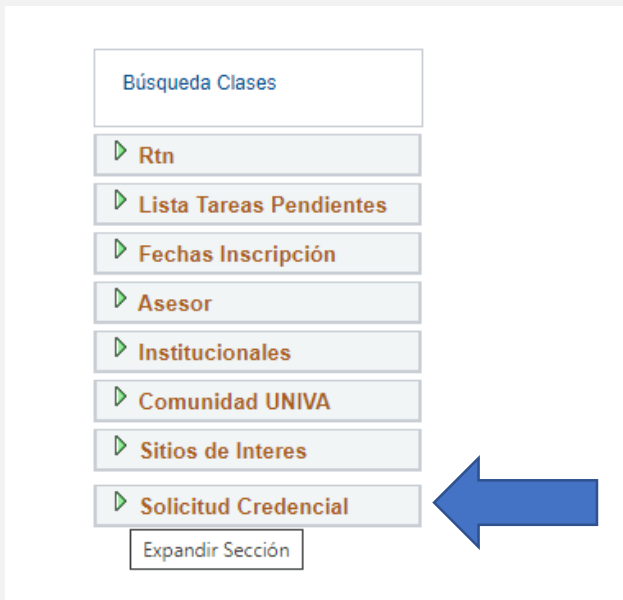 Búsqueda Clases
Rtn
Lista Tareas Pendientes
Fechas Inscripción
Asesor
Institucionales
Comunidad UNIVA
Sitios de Interes
Solicitud Credencial
Expandir Sección